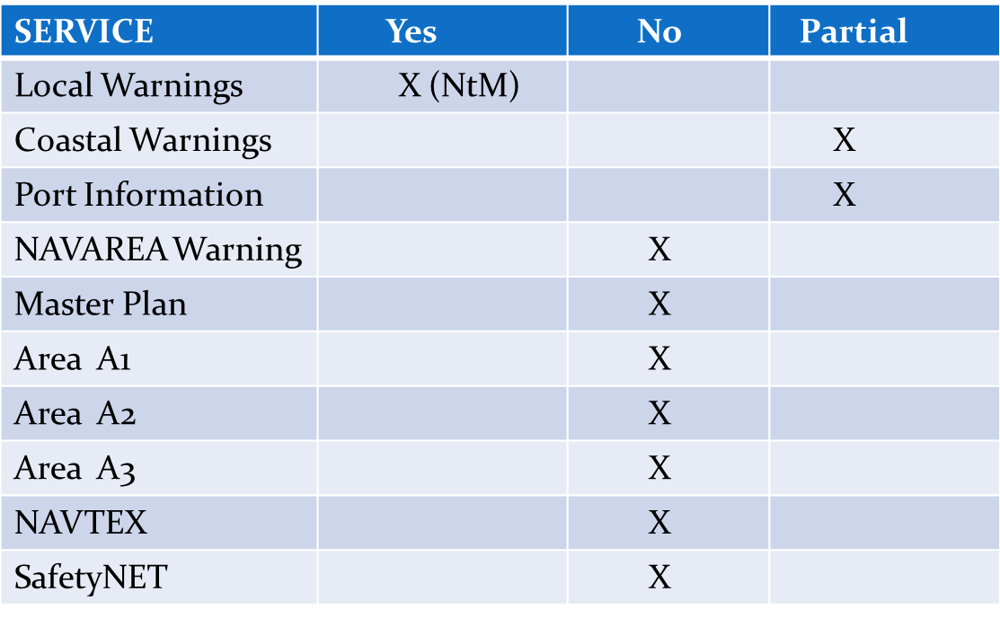 SERVICE Yes No Partial
Local Warnings X (NtM)
Coastal Warnings X
Port Information X
NAVAREA Warning X
Master Plan X
Area A1 X
Area A2 X
Area A3 X
NAVTEX X
SafetyNET X